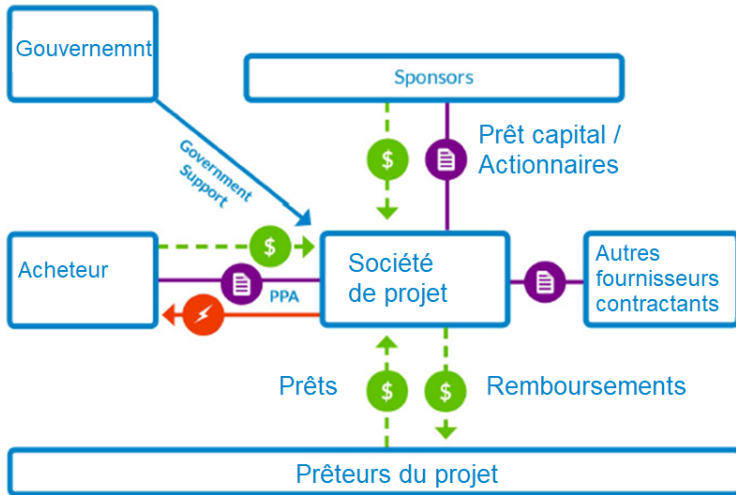 Gouvernemnt
Sponsors
Government
Support
Prêt capital /
Actionnaires
$
Acheteur
$
PPA
Société
de projet
Autres
fournisseurs
contractants
Prêts
$
$
Remboursements
Prêteurs du projet